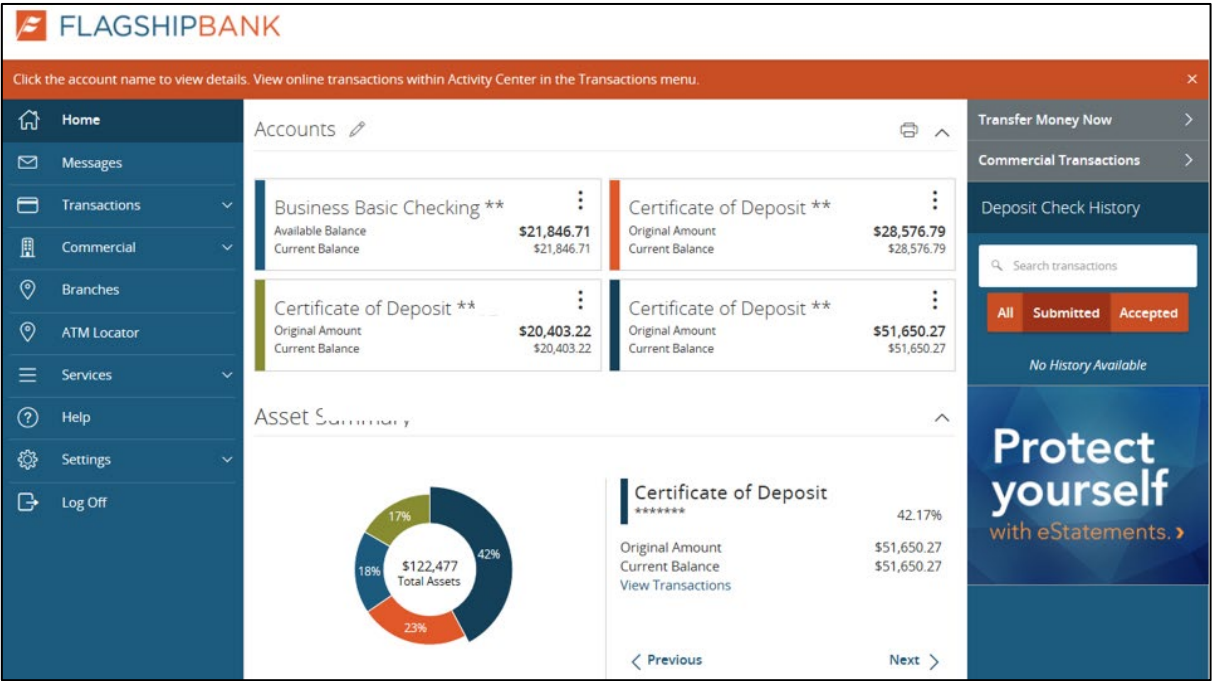 FLAGSHIPBANK
Click the account name to view details. View online transactions within Activity Center in the Transactions menu.
Home
Messages
Transactions
Commercial
Branches
ATM Locator
Services
Help
Settings
Log Off
Accounts
Business Basic Checking **
Available Balance $21,846.71
Current Balance $21,846.71
Certificate of Deposit **
Original Amount $28,576.79
Current Balance $28,576.79
Certificate of Deposit **
Original Amount $20,403.22
Current Balance $20,403.22
Certificate of Deposit **
Original Amount $51,650.27
Current Balance $51,650.27
Asset
17%
42%
18%
23%
$122,477
Total Assets
Certificate of Deposit
******* 42.17%
Original Amount $51,650.27
Current Balance $51,650.27
View Transactions
Previous Next
Transfer Money Now
Commercial Transactions
Deposit Check History
Search transactions
All Submitted Accepted
No History Available
Protect
yourself
with eStatements.